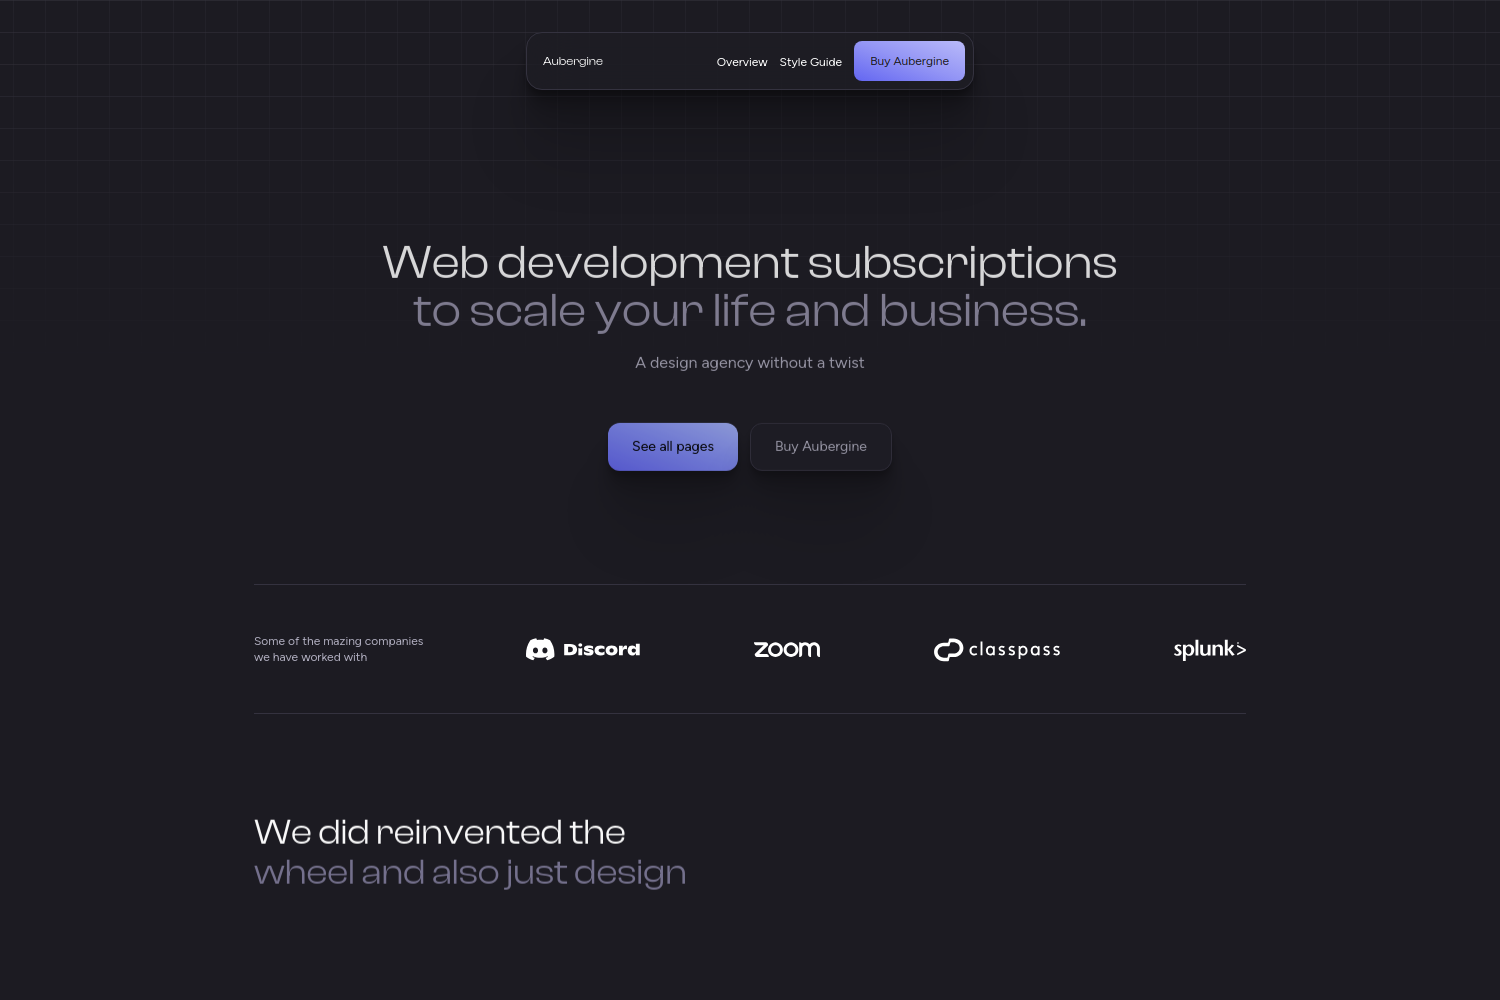 Aubergine
Overview
Style Guide
Buy Aubergine
Web development subscriptions
to scale your life and business.
A design agency without a twist
See all pages
Buy Aubergine
Some of the mazing companies
we have worked with
Discord
zoom
classpass
splunk>
We did reinvented the
wheel and also just design